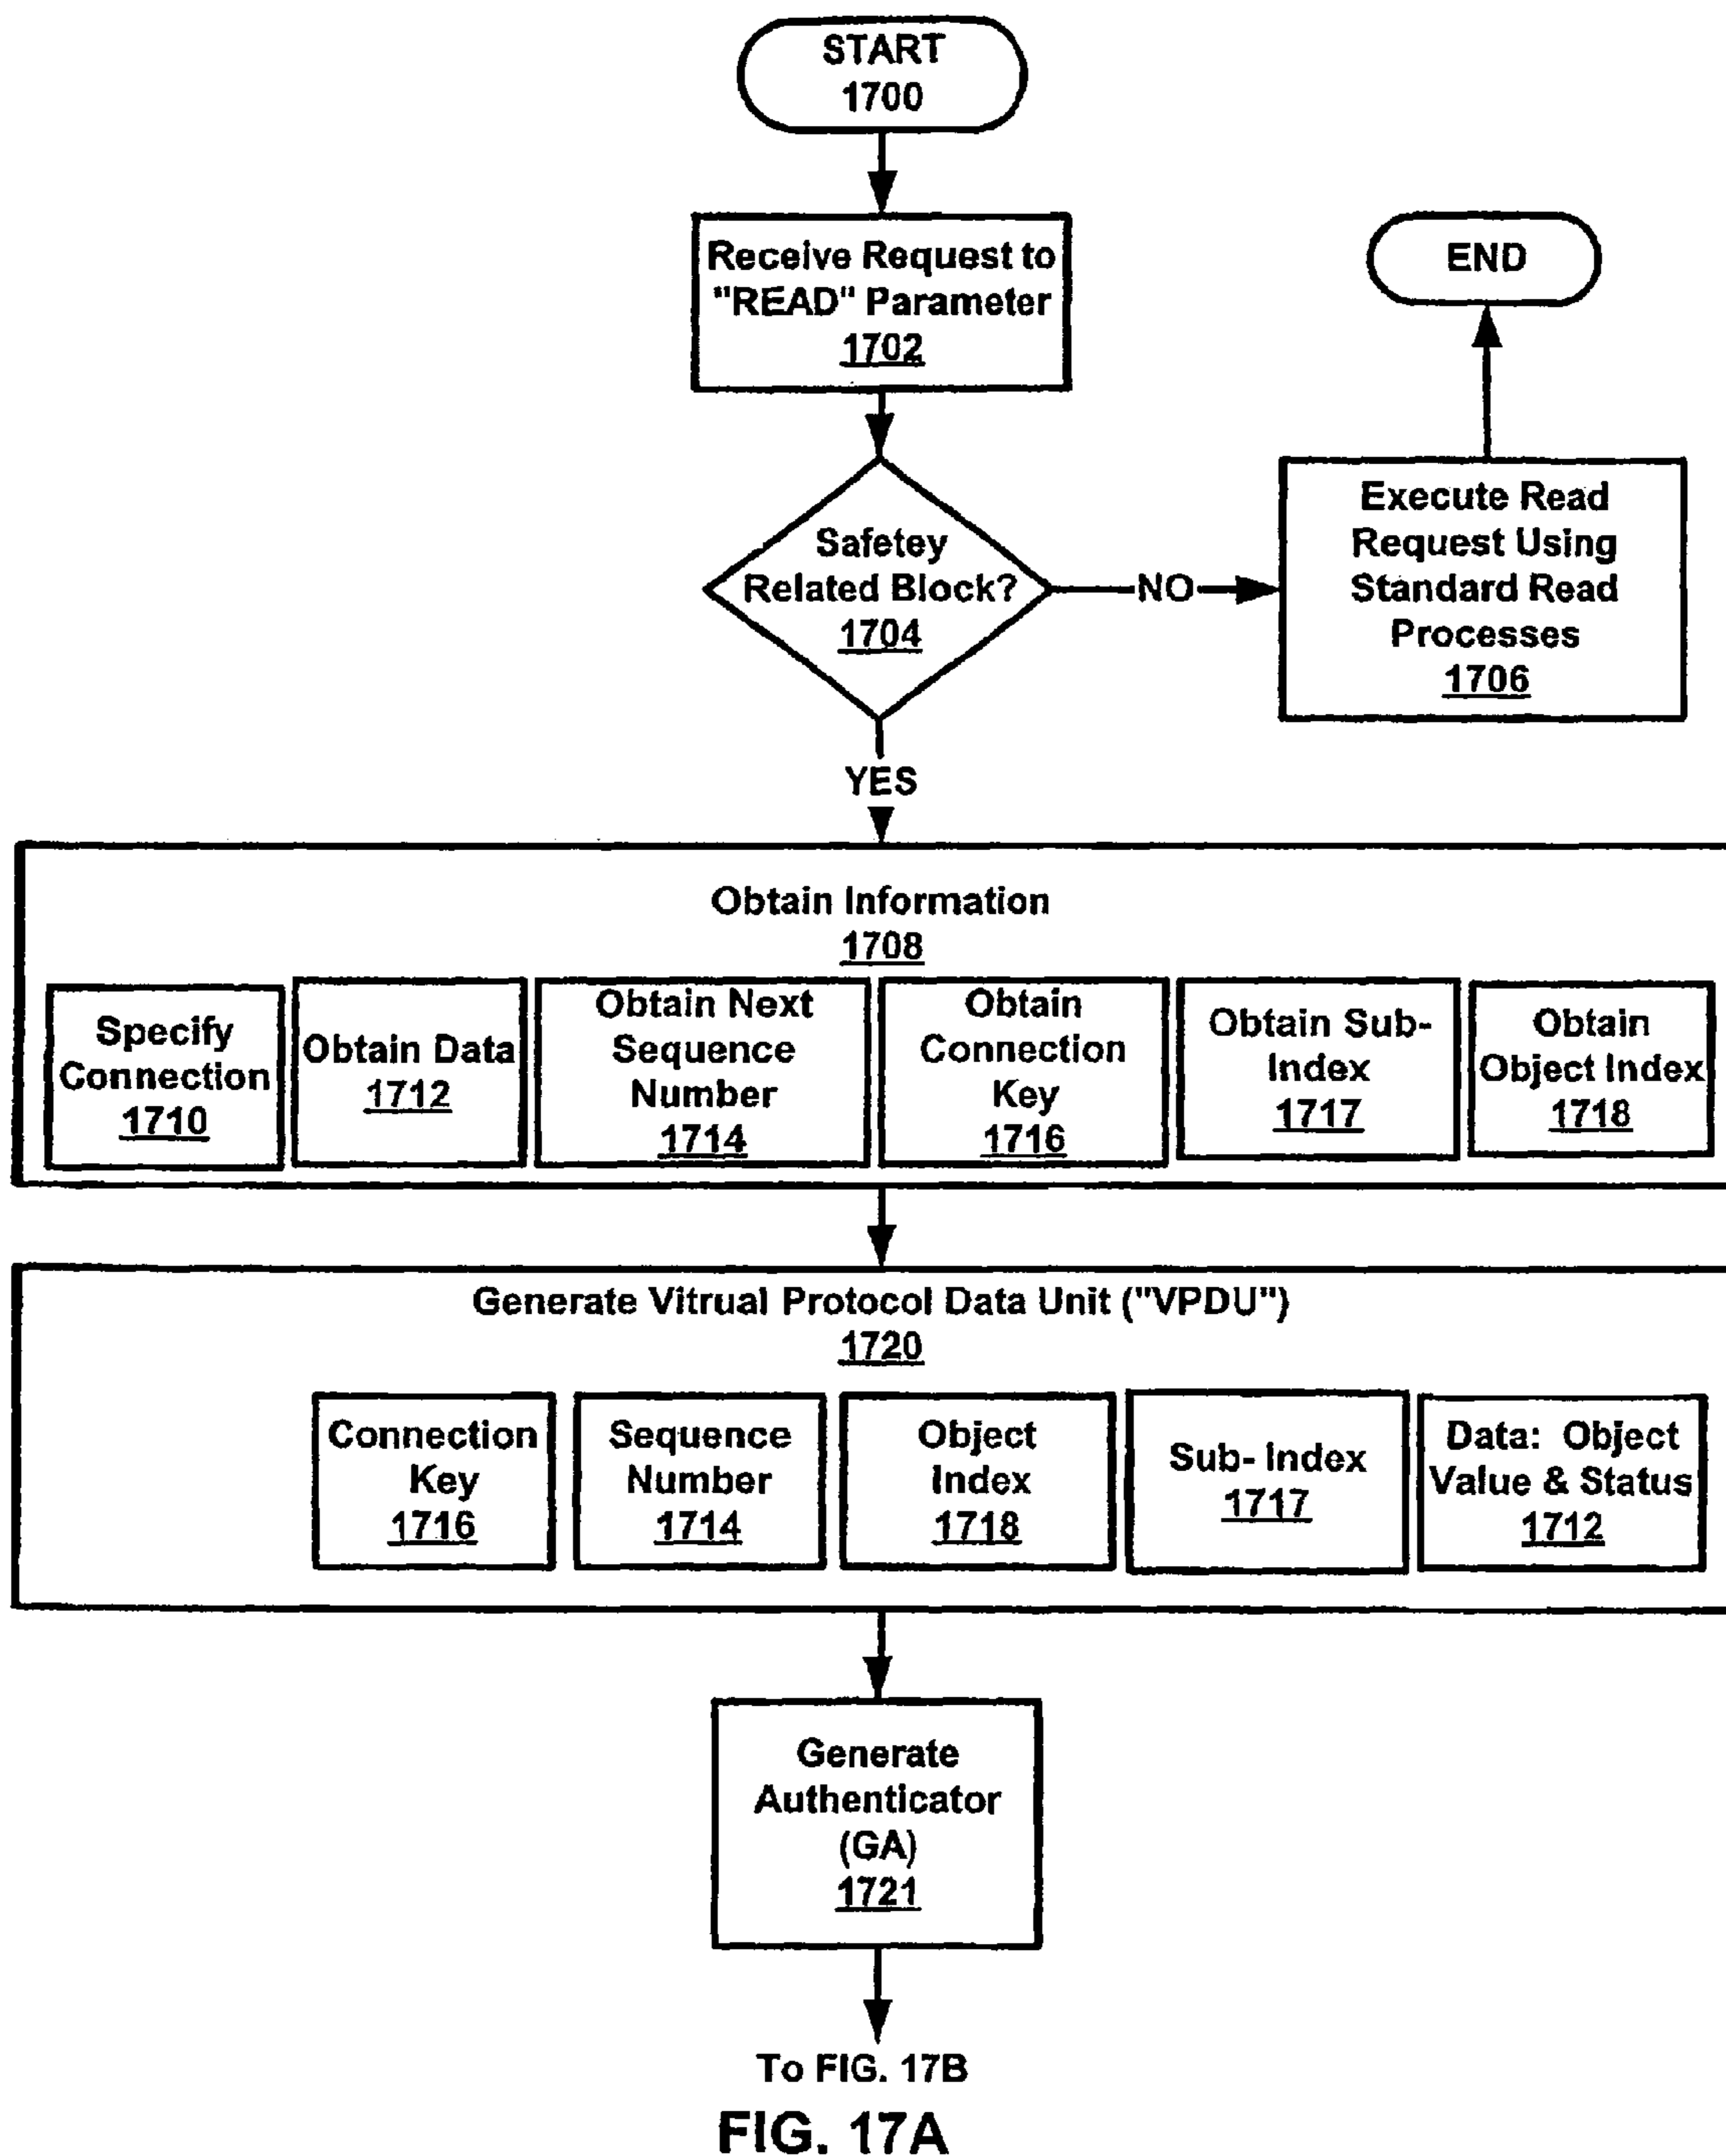 START
1700
Receive Request to
"READ" Parameter
1702
END
Safetey
Related Block?
1704
NO
Execute Read
Request Using
Standard Read
Processes
1706
YES
Obtain Information
1708
Specify
Connection
1710
Obtain Data
1712
Obtain Next
Sequence
Number
1714
Obtain
Connection
Key
1716
Obtain Sub-
Index
1717
Obtain
Object Index
1718
Generate Vitrual Protocol Data Unit ("VPDU")
1720
Connection
Key
1716
Sequence
Number
1714
Object
Index
1718
Sub- Index
1717
Data: Object
Value & Status
1712
Generate
Authenticator
(GA)
1721
To FIG. 17B
FIG. 17A